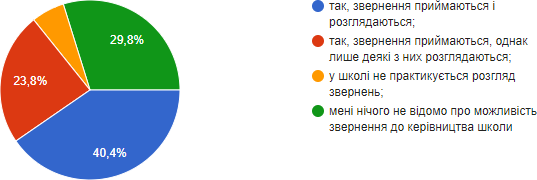 29,8%
23,8%
40,4%
так, звернення приймаються і
розглядаються;
так, звернення приймаються, однак
лише деякі з них розглядаються;
у школі не практикується розгляд
звернень;
мені нічого не відомо про можливість
звернення до керівництва школи